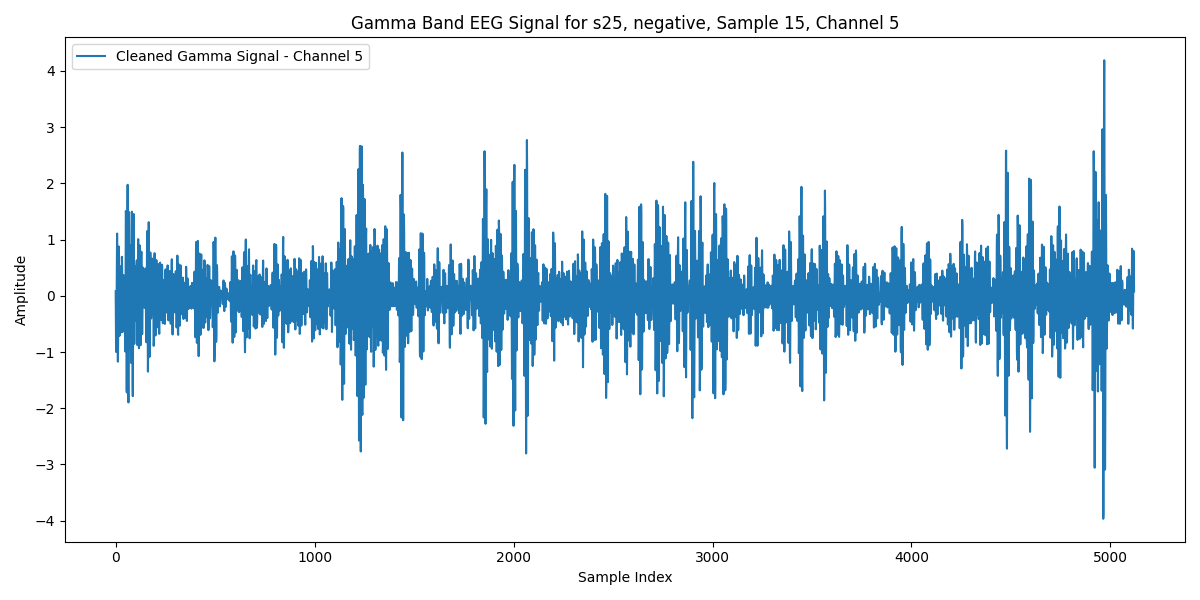 Gamma Band EEG Signal for s25, negative, Sample 15, Channel 5
Cleaned Gamma Signal - Channel 5
Amplitude
4
3
2
1
0
−1
−2
−3
−4
0 1000 2000 3000 4000 5000
Sample Index